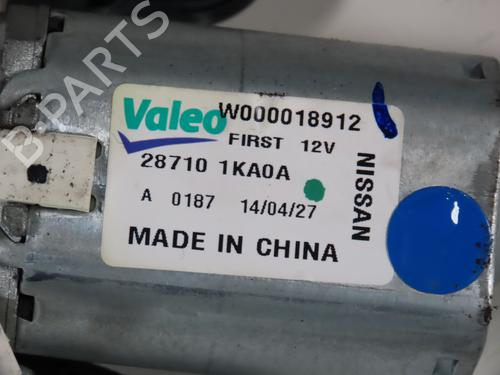 Valeo W000018912
FIRST 12V
28710 1KA0A
A 0187 14/04/27
MADE IN CHINA
NISSAN
B PARTS